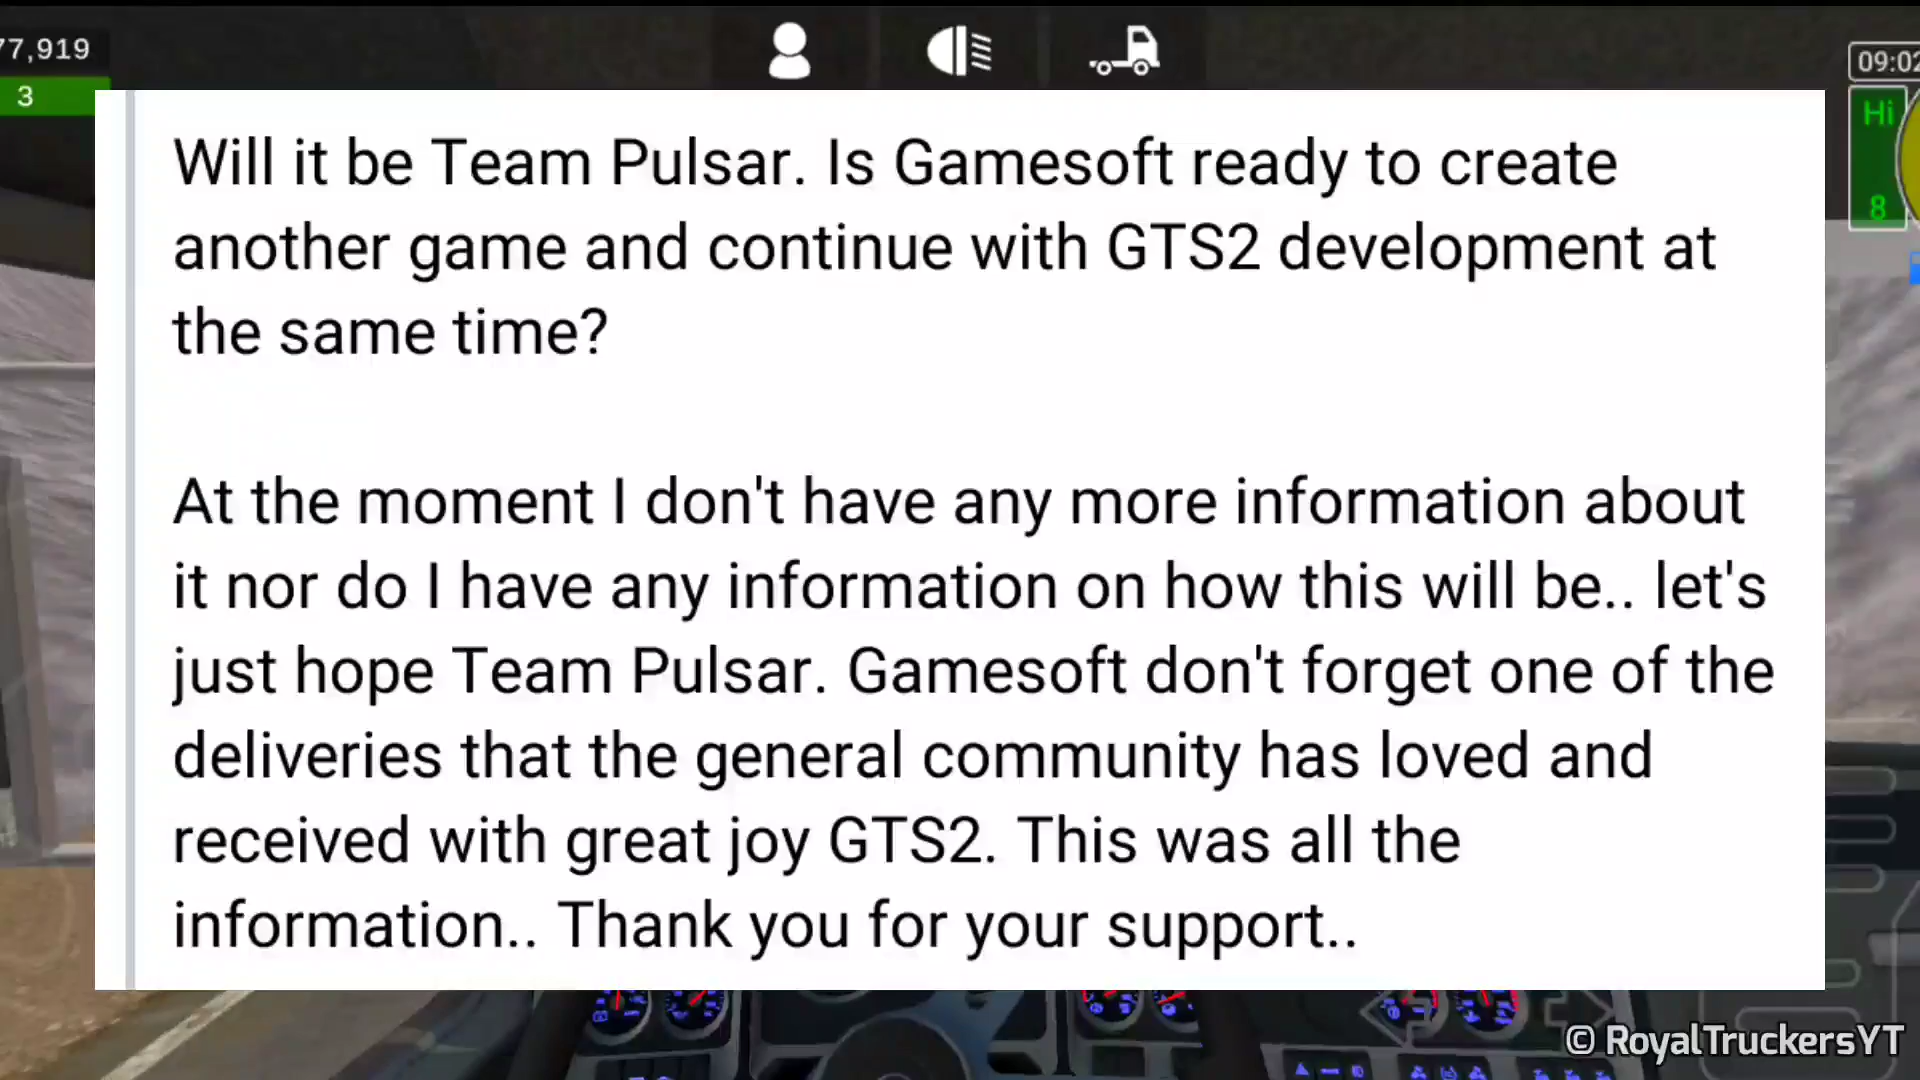 77,919
3
09:02
Hi
8
Will it be Team Pulsar. Is Gamesoft ready to create
another game and continue with GTS2 development at
the same time?
At the moment I don't have any more information about
it nor do I have any information on how this will be.. let's
just hope Team Pulsar. Gamesoft don't forget one of the
deliveries that the general community has loved and
received with great joy GTS2. This was all the
information.. Thank you for your support..
© RoyalTruckersYT